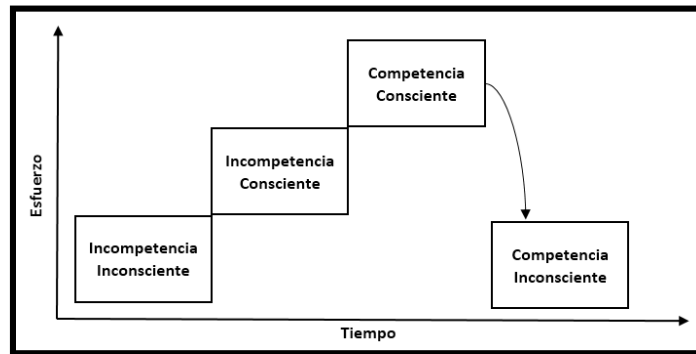 Competencia
Consciente
Incompetencia
Consciente
Esfuerzo
Incompetencia
Inconsciente
Competencia
Inconsciente
Tiempo